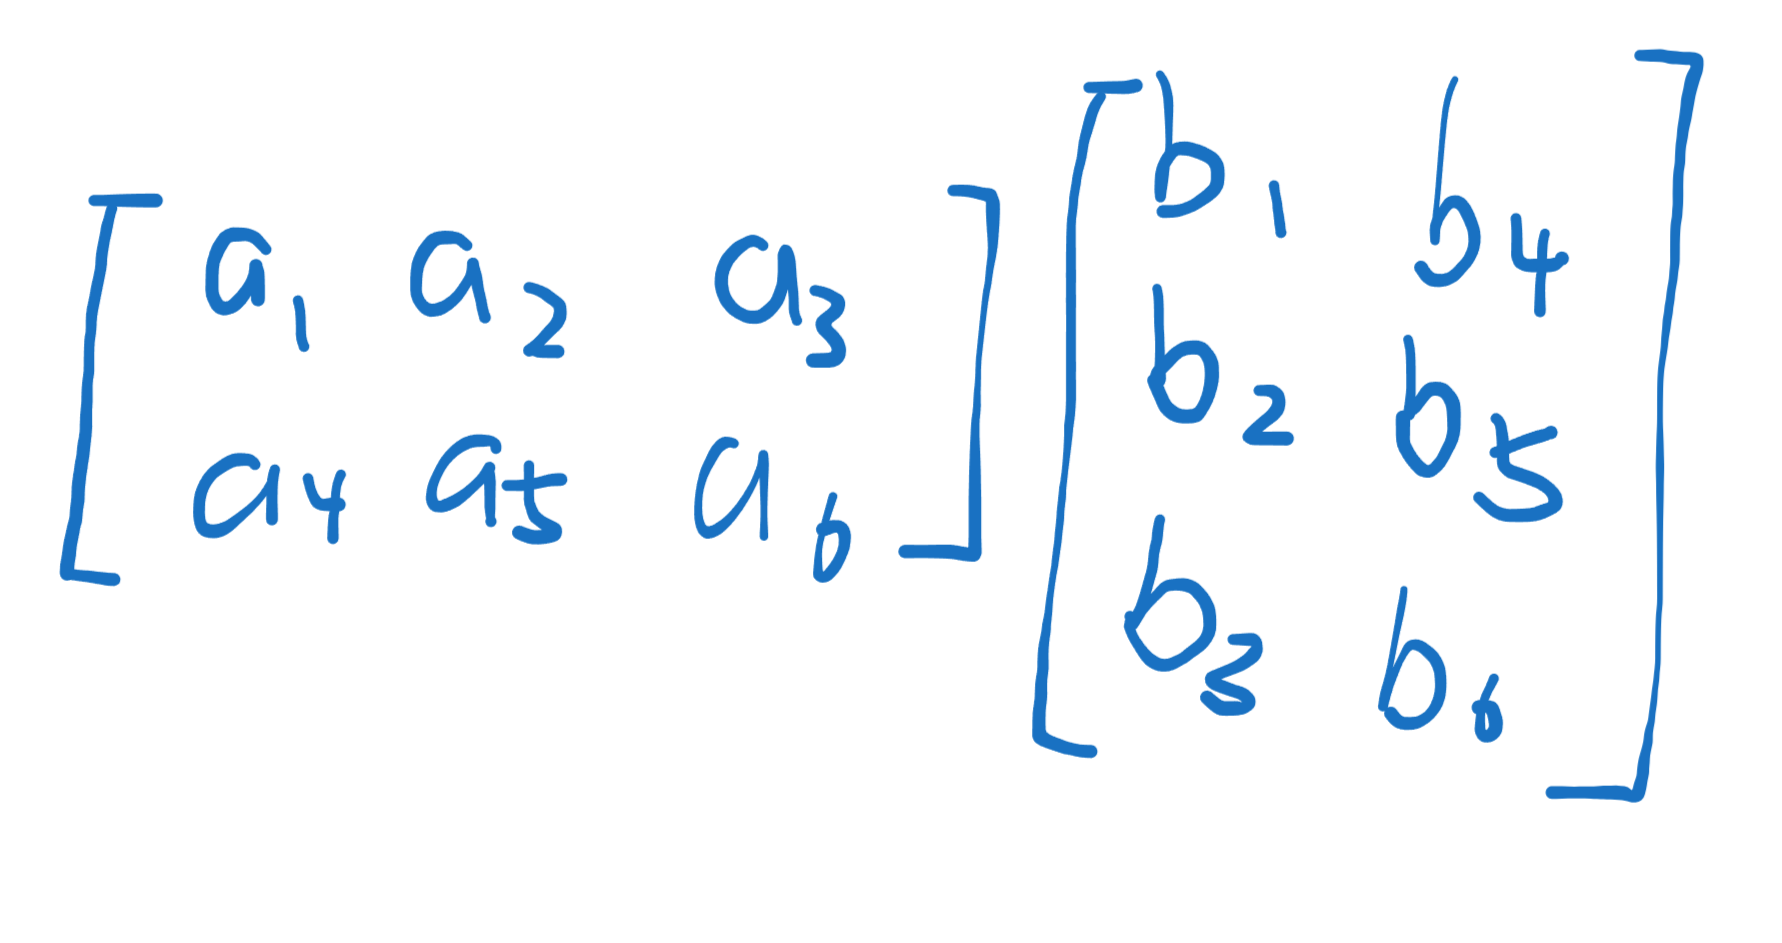 [ a₁ a₂ a₃ ] [ b₁ b₄ ]
[ a₄ a₅ a₆ ] [ b₂ b₅ ]
[ b₃ b₆ ]